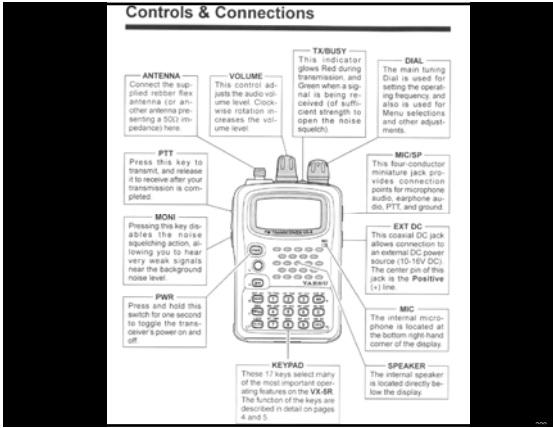 Controls & Connections
TX/BUSY
This indicator
glows Red during
transmission, and
Green when a sig-
nal is being re-
ceived (of suffi-
cient strength to
open the noise
squelch).
ANTENNA
Connect the sup-
plied rebber flex
antenna (or an-
other antenna pre-
senting a 50Ω im-
pedance) here.
VOLUME
This control ad-
justs the audio vol-
ume level. Clock-
wise rotation in-
creases the vol-
ume level.
DIAL
The main tuning
Dial is used for
setting the operat-
ing frequency, and
also is used for
Menu selections
and other adjust-
ments.
PTT
Press this key to
transmit, and release
it to receive after your
transmission is com-
pleted.
MIC/SP
This four-conductor
miniature jack pro-
vides connection
points for microphone
audio, earphone au-
dio, PTT, and ground.
MONI
Pressing this key dis-
ables the noise
squelching action, al-
lowing you to hear
very weak signals
near the background
noise level.
EXT DC
This coaxial DC jack
allows connection to
an external DC power
source (10-16V DC).
The center pin of this
jack is the Positive
(+) line.
PWR
Press and hold this
switch for one second
to toggle the trans-
ceiver's power on and
off.
MIC
The internal micro-
phone is located at
the bottom right-hand
corner of the display.
YAESU
KEYPAD
These 17 keys select many
of the most important oper-
ating features on the VX-5R.
The function of the keys are
described in detail on pages
4 and 5.
SPEAKER
The internal speaker
is located directly be-
low the display.